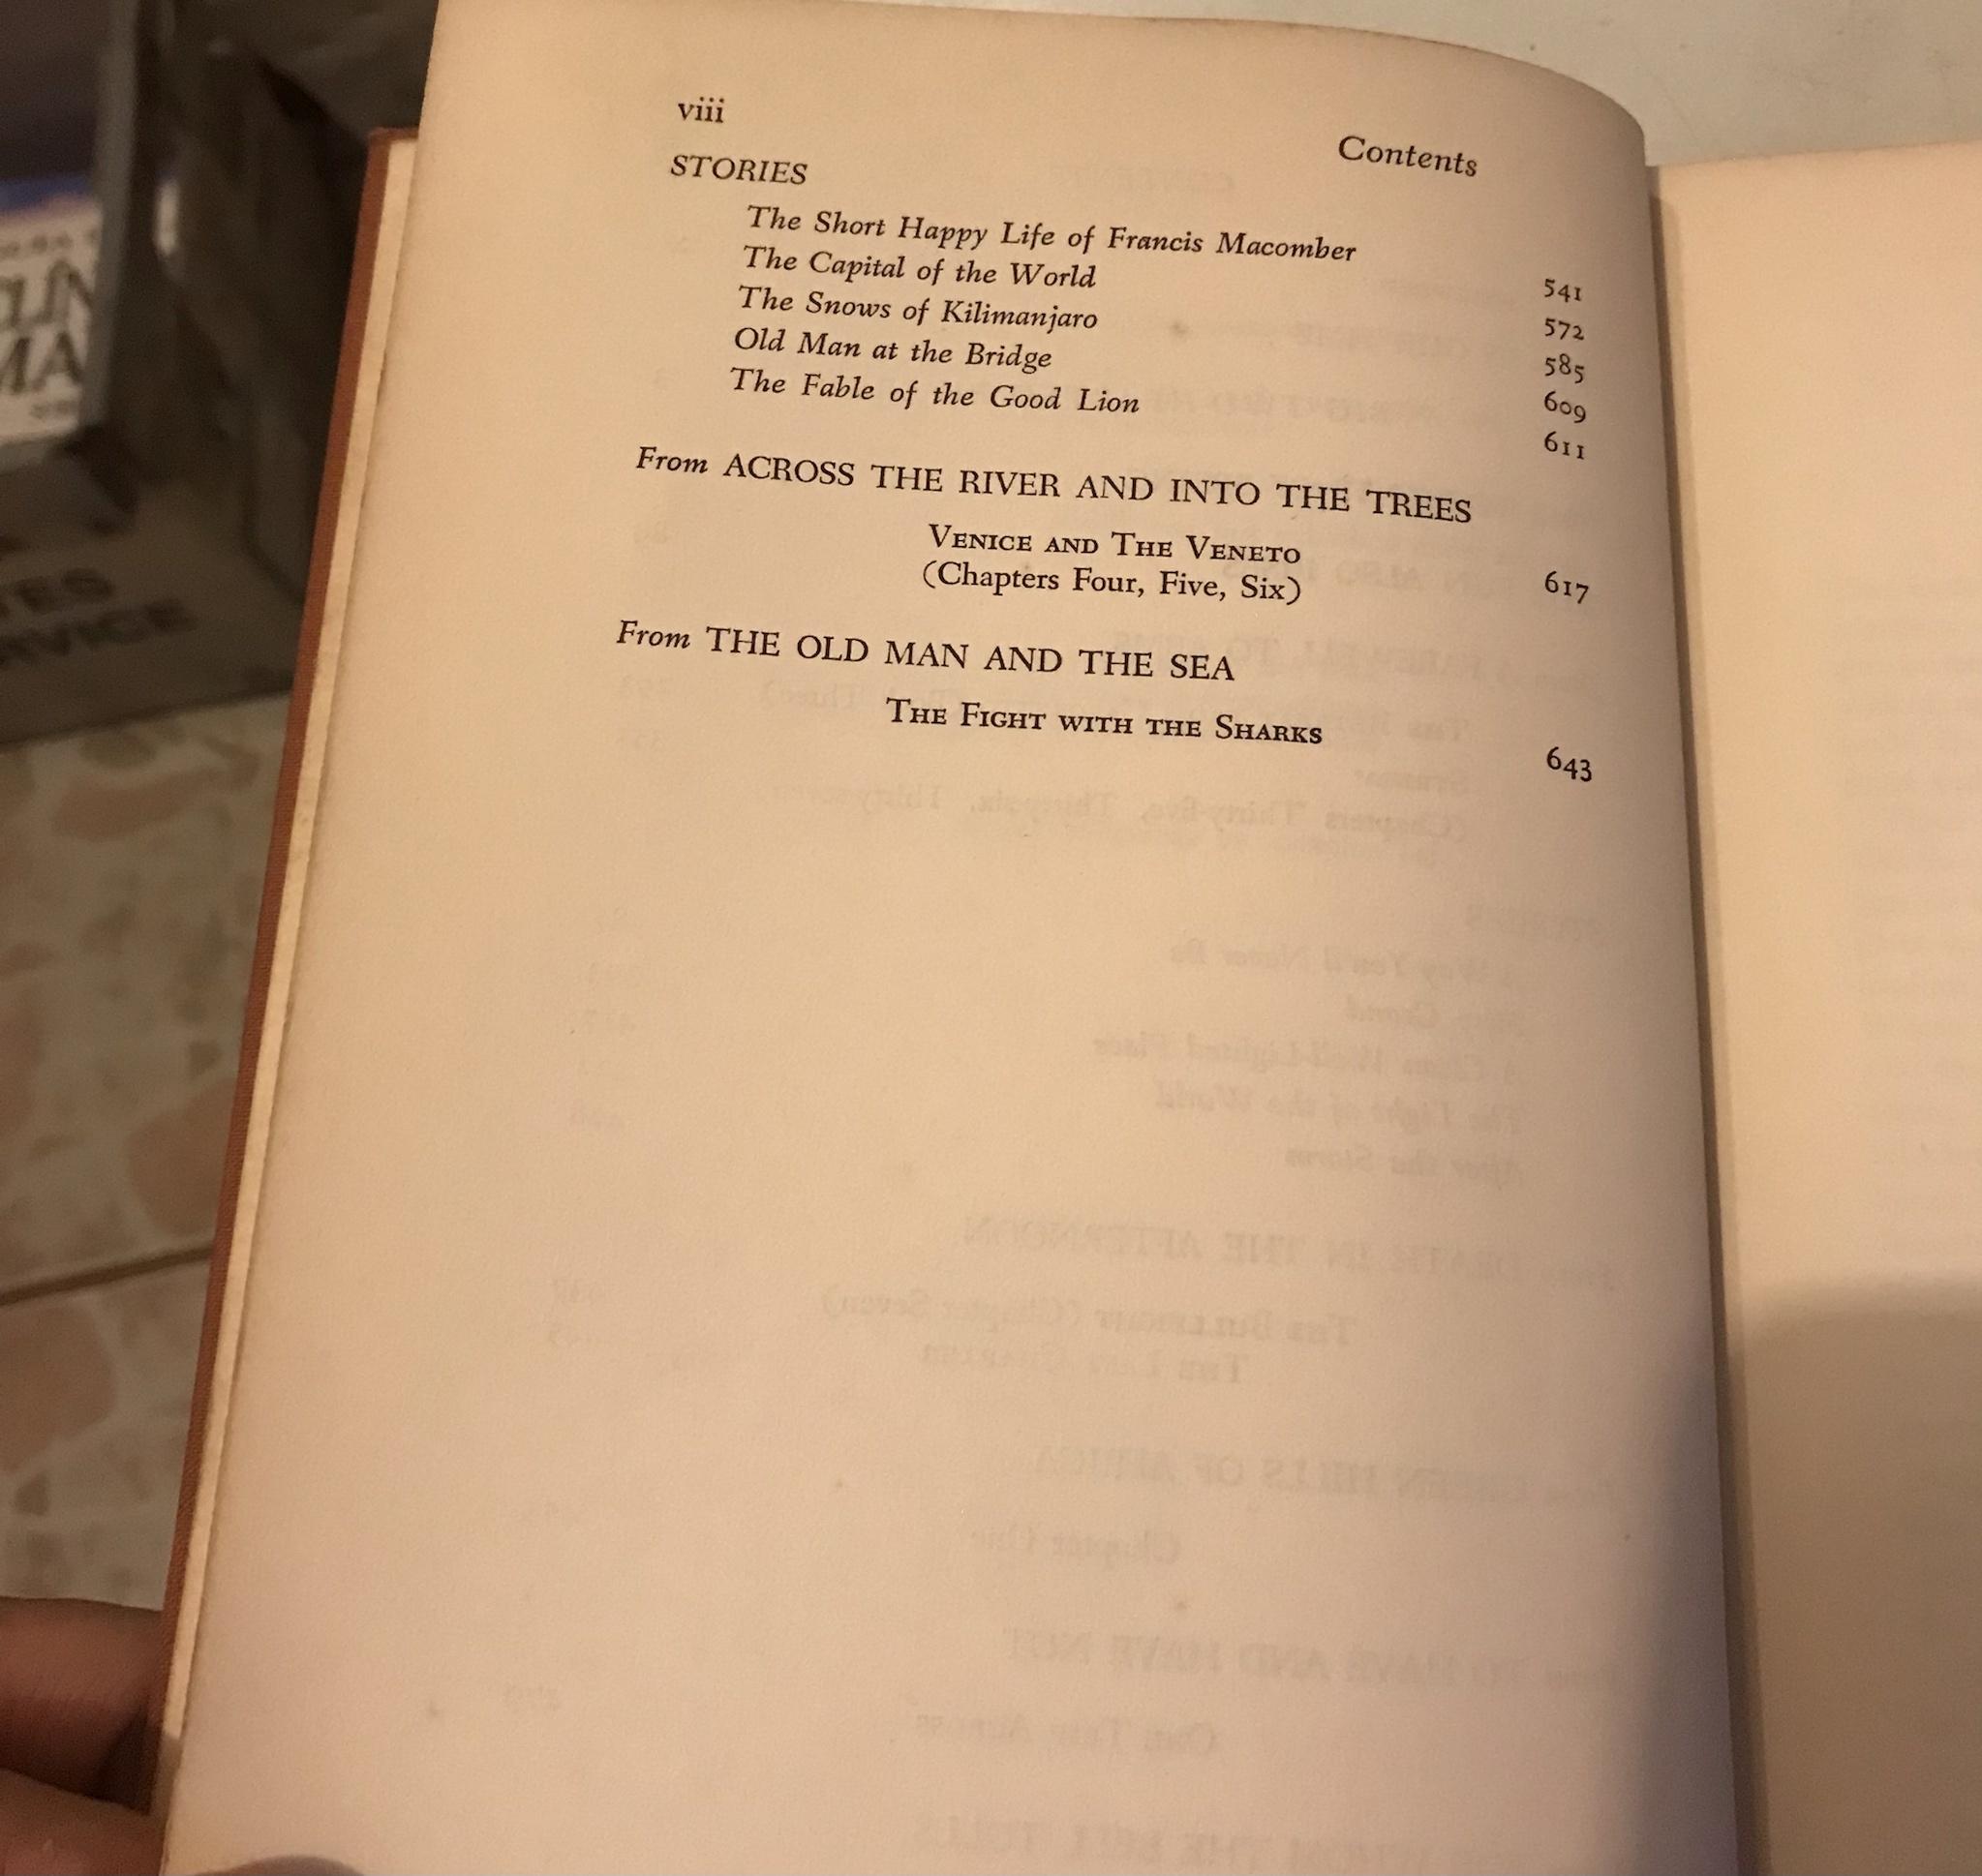 viii
Contents
STORIES
The Short Happy Life of Francis Macomber 541
The Capital of the World 572
The Snows of Kilimanjaro 585
Old Man at the Bridge 609
The Fable of the Good Lion 611
From ACROSS THE RIVER AND INTO THE TREES
VENICE AND THE VENETO
(Chapters Four, Five, Six) 617
From THE OLD MAN AND THE SEA
THE FIGHT WITH THE SHARKS 643